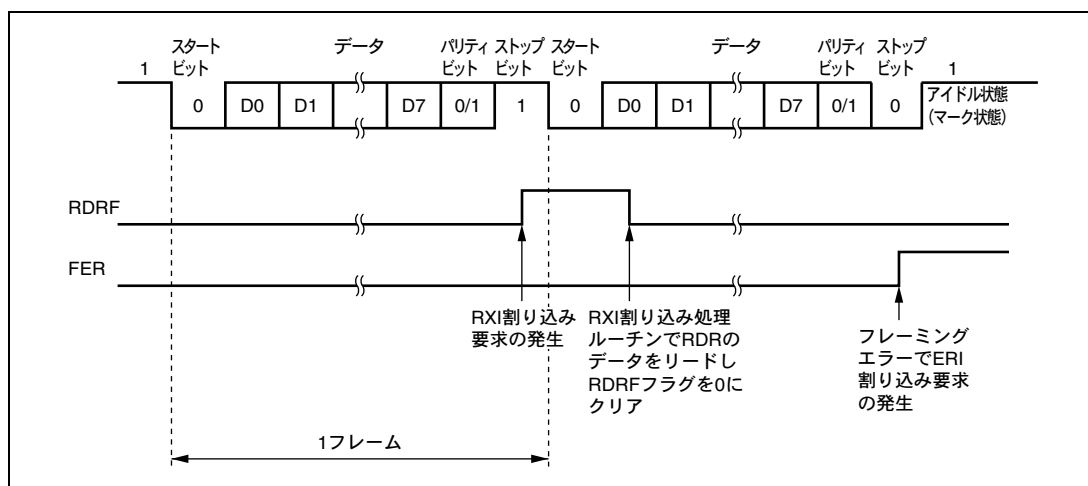 スタート
ビット
データ
パリティ
ビット
ストップ
ビット
スタート
ビット
データ
パリティ
ビット
ストップ
ビット
1
1
0 D0 D1 D7 0/1 1 0 D0 D1 D7 0/1 0
アイドル状態
(マーク状態)
RDRF
FER
RXI割り込み
要求の発生
RXI割り込み処理
ルーチンでRDRの
データをリードし
RDRFフラグを0に
クリア
フレーミング
エラーでERI
割り込み要求
の発生
1フレーム